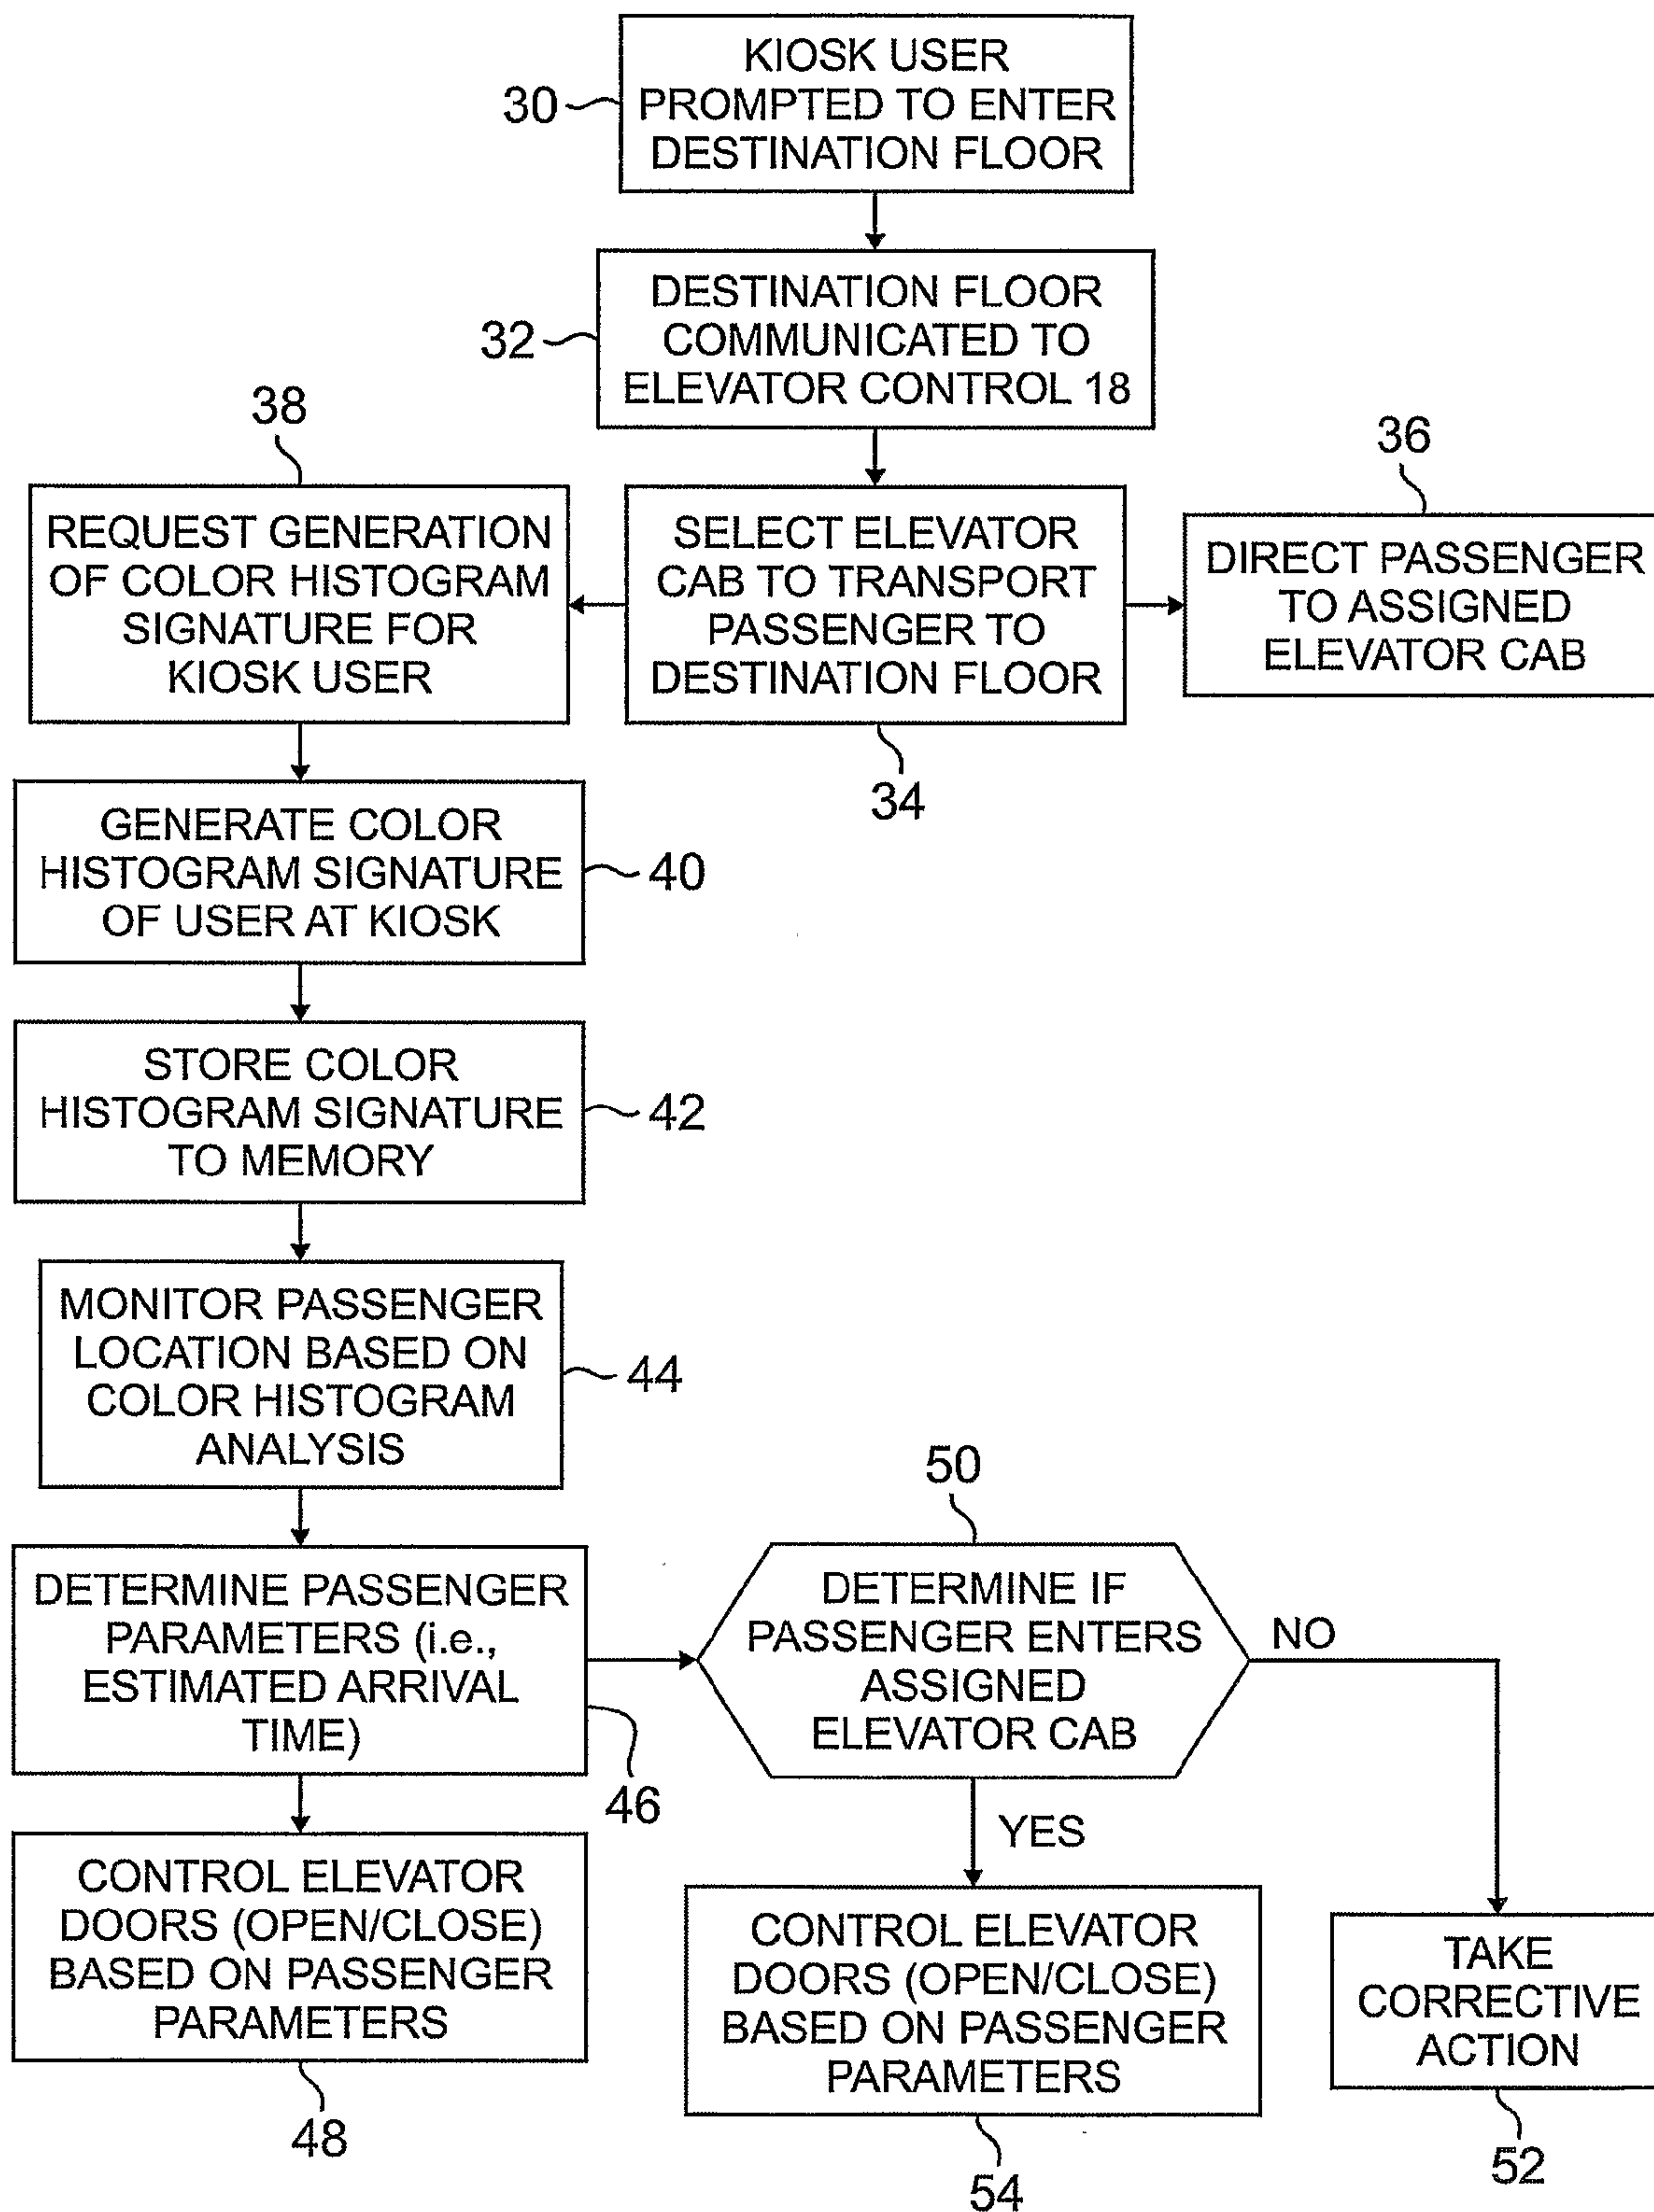 KIOSK USER
PROMPTED TO ENTER
DESTINATION FLOOR
30
DESTINATION FLOOR
COMMUNICATED TO
ELEVATOR CONTROL 18
32
38
REQUEST GENERATION
OF COLOR HISTOGRAM
SIGNATURE FOR
KIOSK USER
SELECT ELEVATOR
CAB TO TRANSPORT
PASSENGER TO
DESTINATION FLOOR
34
36
DIRECT PASSENGER
TO ASSIGNED
ELEVATOR CAB
GENERATE COLOR
HISTOGRAM SIGNATURE
OF USER AT KIOSK
40
STORE COLOR
HISTOGRAM SIGNATURE
TO MEMORY
42
MONITOR PASSENGER
LOCATION BASED ON
COLOR HISTOGRAM
ANALYSIS
44
DETERMINE PASSENGER
PARAMETERS (i.e.,
ESTIMATED ARRIVAL
TIME)
46
50
DETERMINE IF
PASSENGER ENTERS
ASSIGNED
ELEVATOR CAB
NO
YES
CONTROL ELEVATOR
DOORS (OPEN/CLOSE)
BASED ON PASSENGER
PARAMETERS
48
CONTROL ELEVATOR
DOORS (OPEN/CLOSE)
BASED ON PASSENGER
PARAMETERS
54
TAKE
CORRECTIVE
ACTION
52